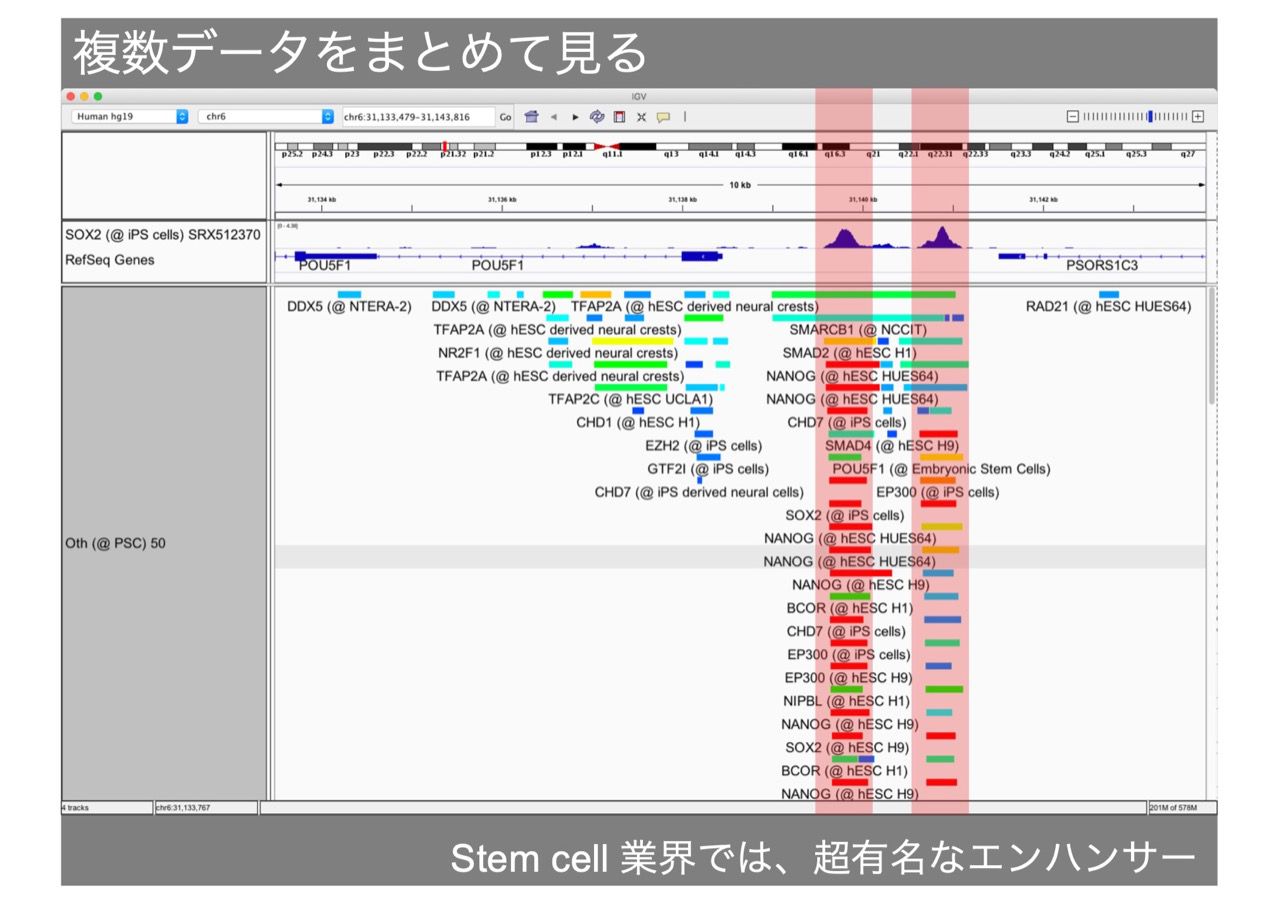 複数データをまとめて見る
IGV
Human hg19 chr6 chr6:31,133,479-31,143,816 Go
p25.2 p24.3 p23 p22.3 p22.2 p21.32 p21.2 p12.3 p12.1 q11.1 q13 q14.1 q14.3 q16.1 q16.3 q21 q22.1 q22.31 q22.33 q23.3 q24.2 q25.1 q25.3 q27
10 kb
31,134 kb 31,136 kb 31,138 kb 31,140 kb 31,142 kb
SOX2 (@ iPS cells) SRX512370
RefSeq Genes
POU5F1 POU5F1 PSORS1C3
DDX5 (@ NTERA-2) DDX5 (@ NTERA-2) TFAP2A (@ hESC derived neural crests) RAD21 (@ hESC HUES64)
TFAP2A (@ hESC derived neural crests) SMARCB1 (@ NCCIT)
NR2F1 (@ hESC derived neural crests) SMAD2 (@ hESC H1)
TFAP2A (@ hESC derived neural crests) NANOG (@ hESC HUES64)
TFAP2C (@ hESC UCLA1) NANOG (@ hESC HUES64)
CHD1 (@ hESC H1) CHD7 (@ iPS cells)
EZH2 (@ iPS cells) SMAD4 (@ hESC H9)
GTF2I (@ iPS cells) POU5F1 (@ Embryonic Stem Cells)
CHD7 (@ iPS derived neural cells) EP300 (@ iPS cells)
SOX2 (@ iPS cells)
NANOG (@ hESC HUES64)
Oth (@ PSC) 50
NANOG (@ hESC HUES64)
NANOG (@ hESC H9)
BCOR (@ hESC H1)
CHD7 (@ iPS cells)
EP300 (@ iPS cells)
EP300 (@ hESC H9)
NIPBL (@ hESC H1)
NANOG (@ hESC H9)
SOX2 (@ hESC H9)
BCOR (@ hESC H1)
NANOG (@ hESC H9)
4 tracks chr6:31,133,767 201M of 578M
Stem cell 業界では、超有名なエンハンサー